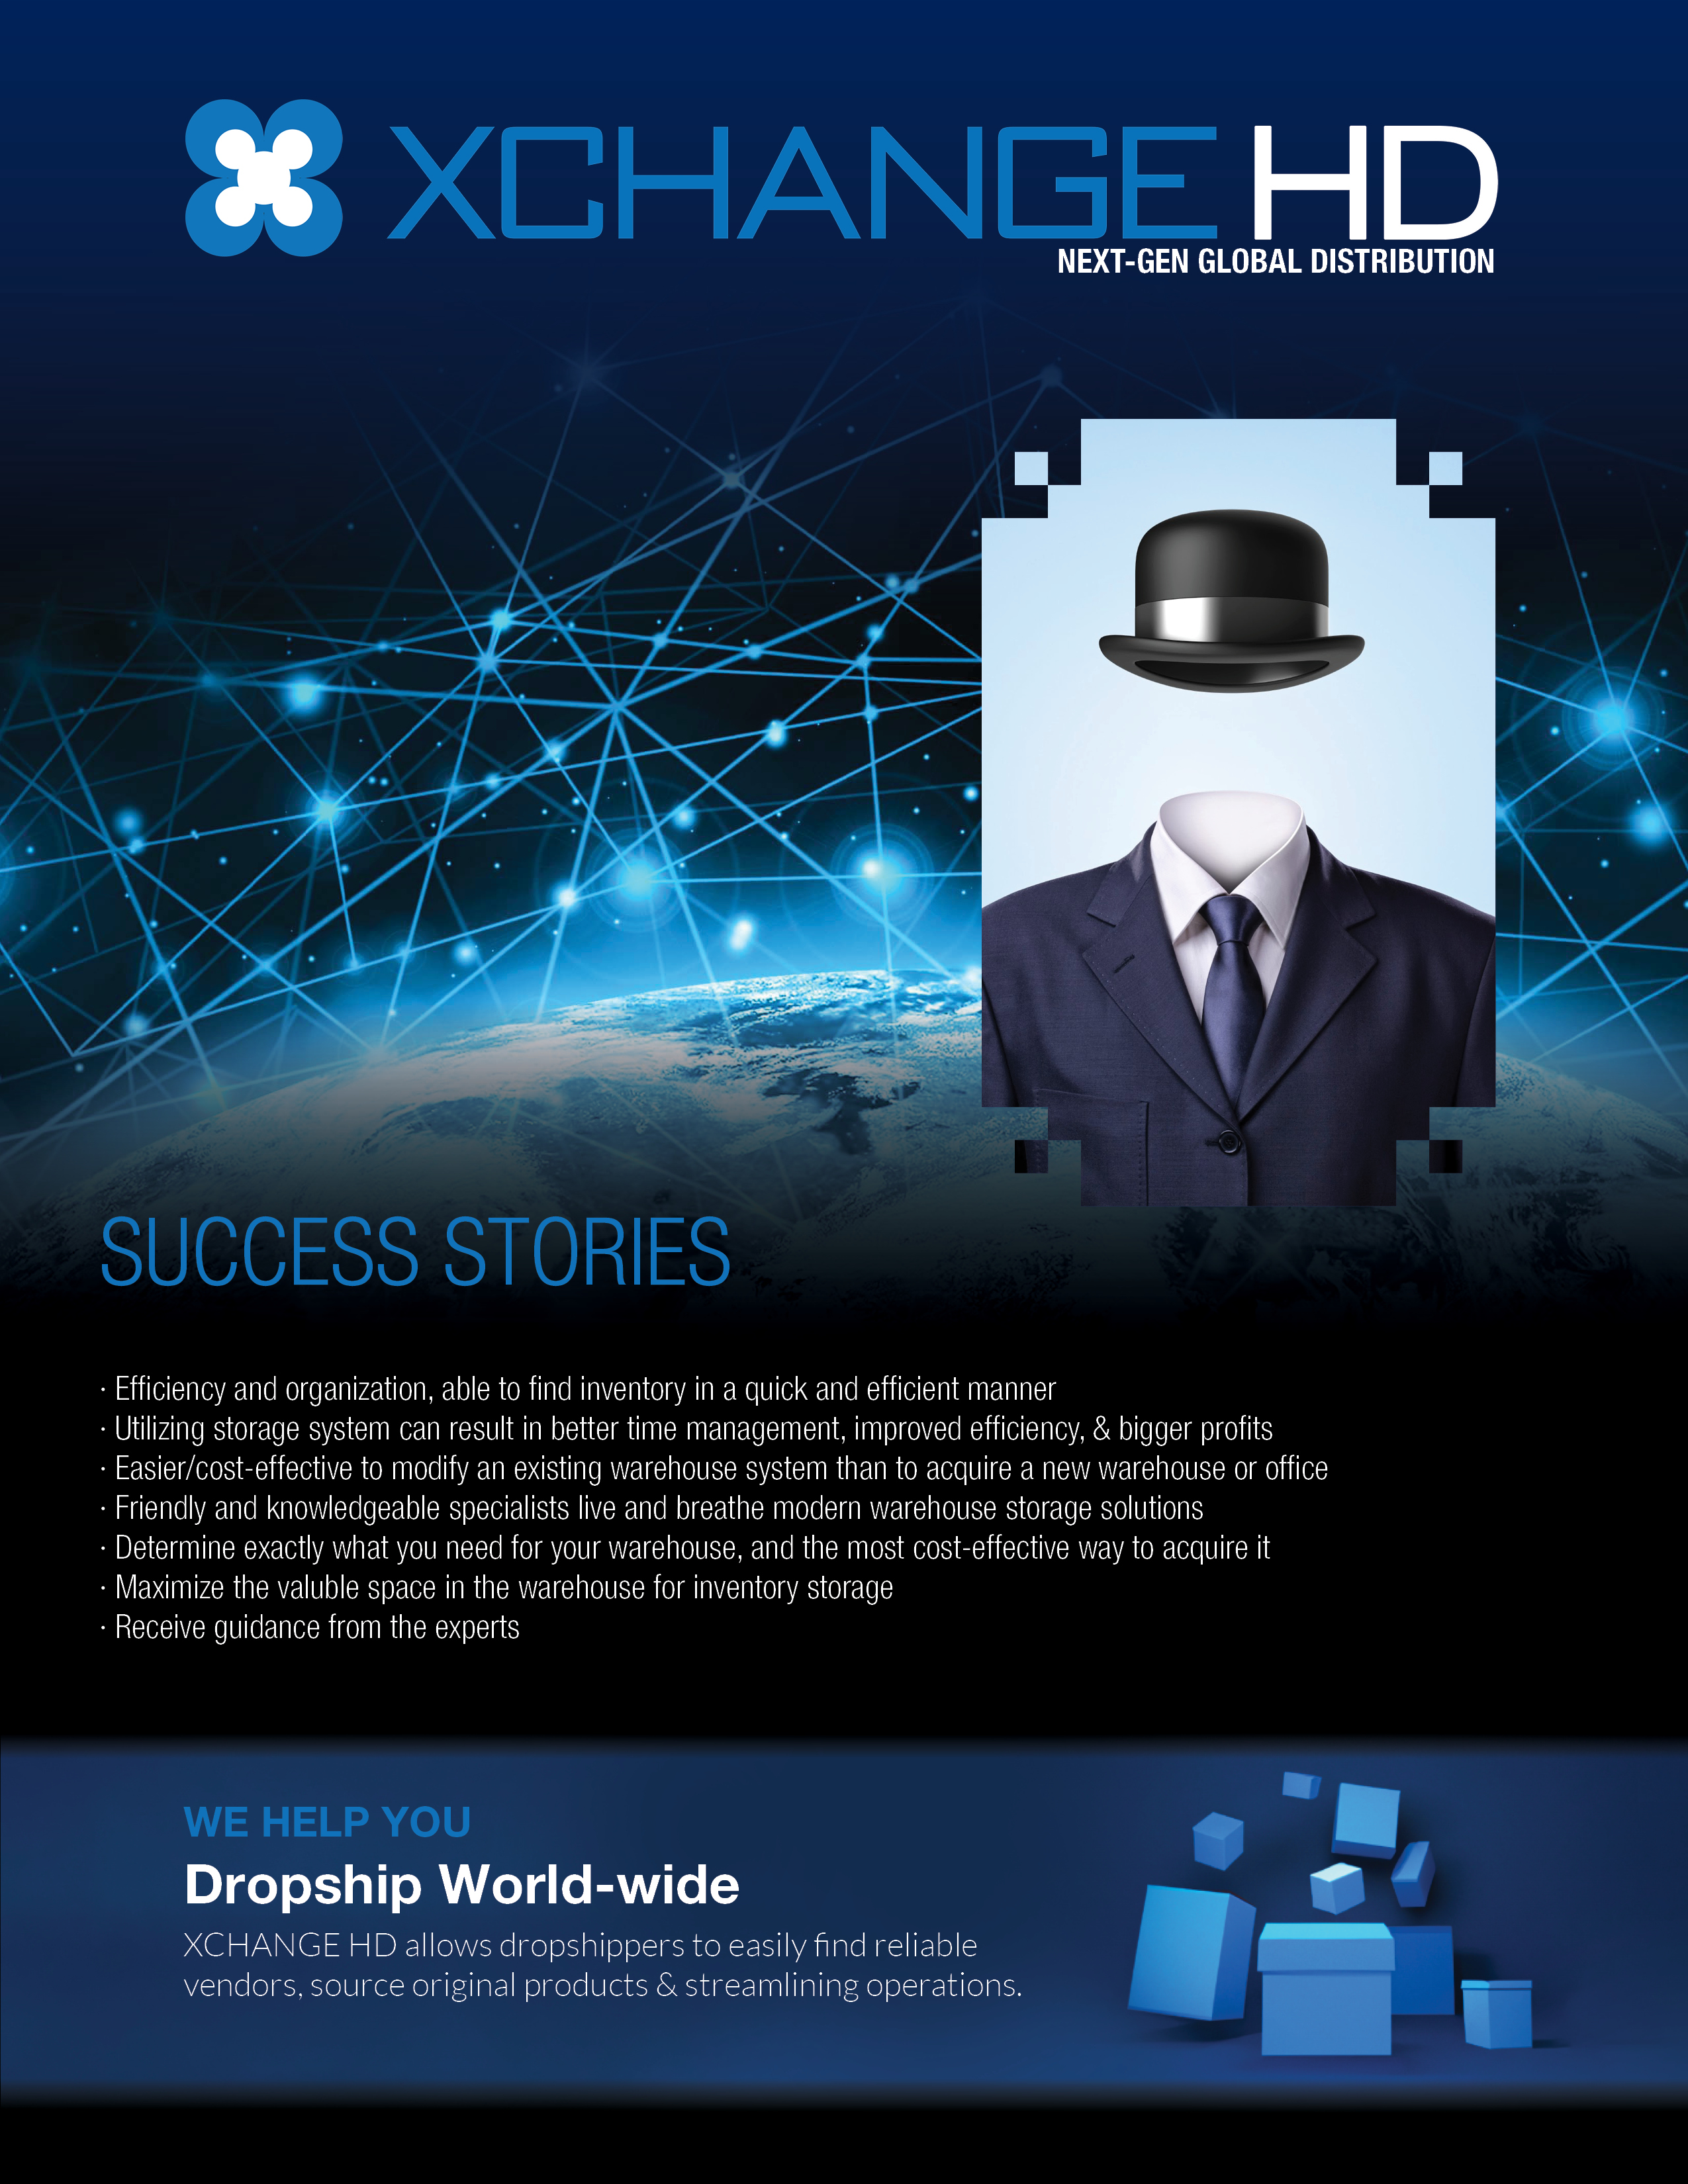 XCHANGE HD
NEXT-GEN GLOBAL DISTRIBUTION
SUCCESS STORIES
· Efficiency and organization, able to find inventory in a quick and efficient manner
· Utilizing storage system can result in better time management, improved efficiency, & bigger profits
· Easier/cost-effective to modify an existing warehouse system than to acquire a new warehouse or office
· Friendly and knowledgeable specialists live and breathe modern warehouse storage solutions
· Determine exactly what you need for your warehouse, and the most cost-effective way to acquire it
· Maximize the valuble space in the warehouse for inventory storage
· Receive guidance from the experts
WE HELP YOU
Dropship World-wide
XCHANGE HD allows dropshippers to easily find reliable
vendors, source original products & streamlining operations.